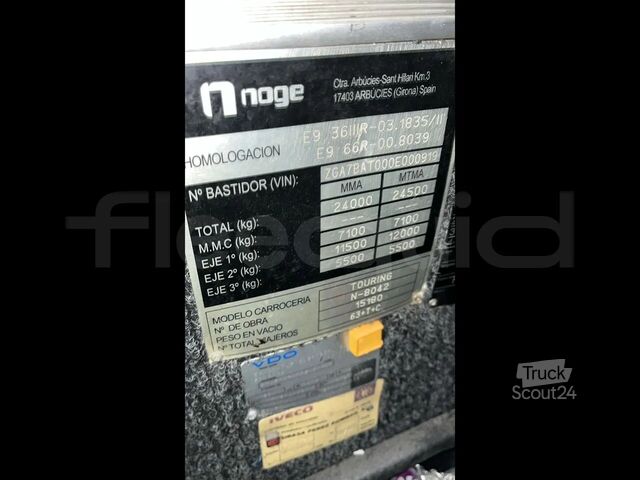 noge
Ctra. Arbúcies-Sant Hilari Km.3
17403 ARBÚCIES (Girona) Spain
HOMOLOGACION
E9 36IIIR-03.1835/II
E9 66R-00.8039
Nº BASTIDOR (VIN): ZGA7BAT000E000919
MMA MTMA
TOTAL (kg): 24000 24500
M.M.C (kg): --- ---
EJE 1º (kg): 7100 7100
EJE 2º (kg): 11500 12000
EJE 3º (kg): 5500 5500
MODELO CARROCERIA TOURING
Nº DE OBRA N-8042
PESO EN VACIO 15180
Nº TOTAL VIAJEROS 63+T+C
VDO
IVECO
Truck
Scout24